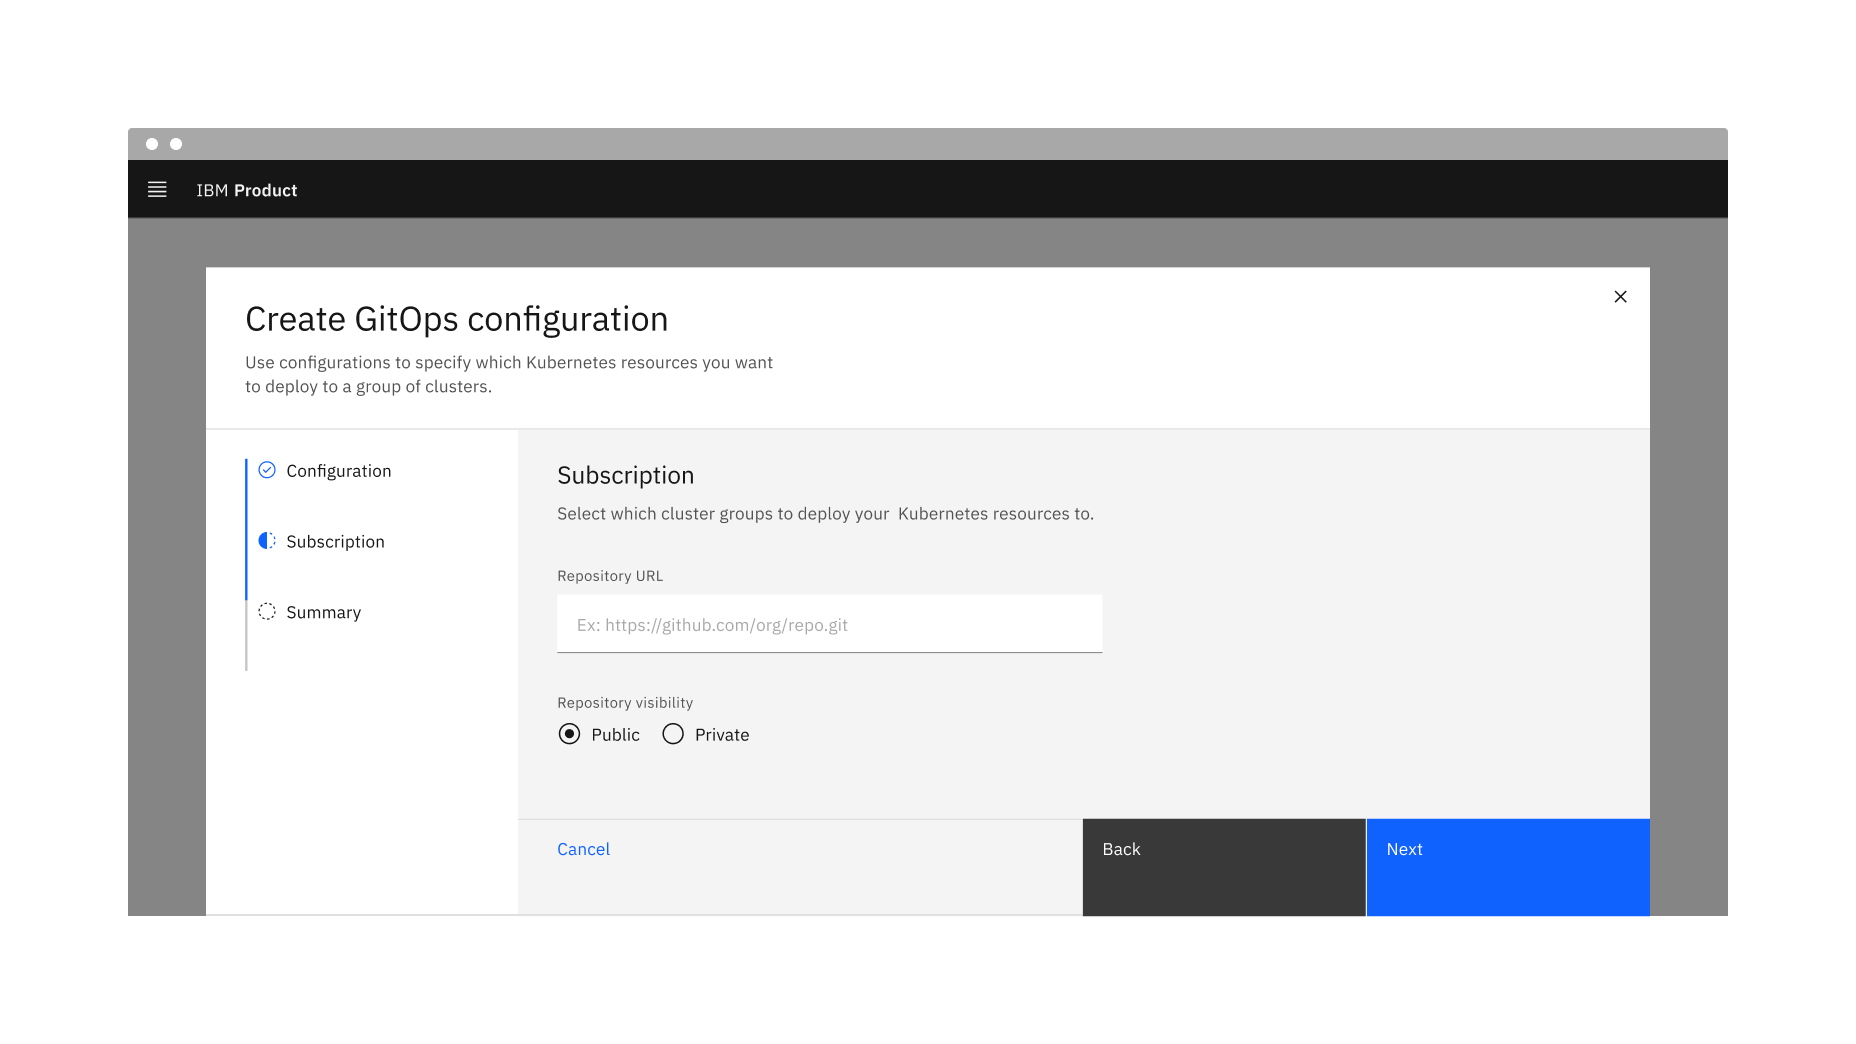 IBM Product
Create GitOps configuration
Use configurations to specify which Kubernetes resources you want
to deploy to a group of clusters.
Configuration
Subscription
Summary
Subscription
Select which cluster groups to deploy your  Kubernetes resources to.
Repository URL
Ex: https://github.com/org/repo.git
Repository visibility
Public
Private
Cancel
Back
Next